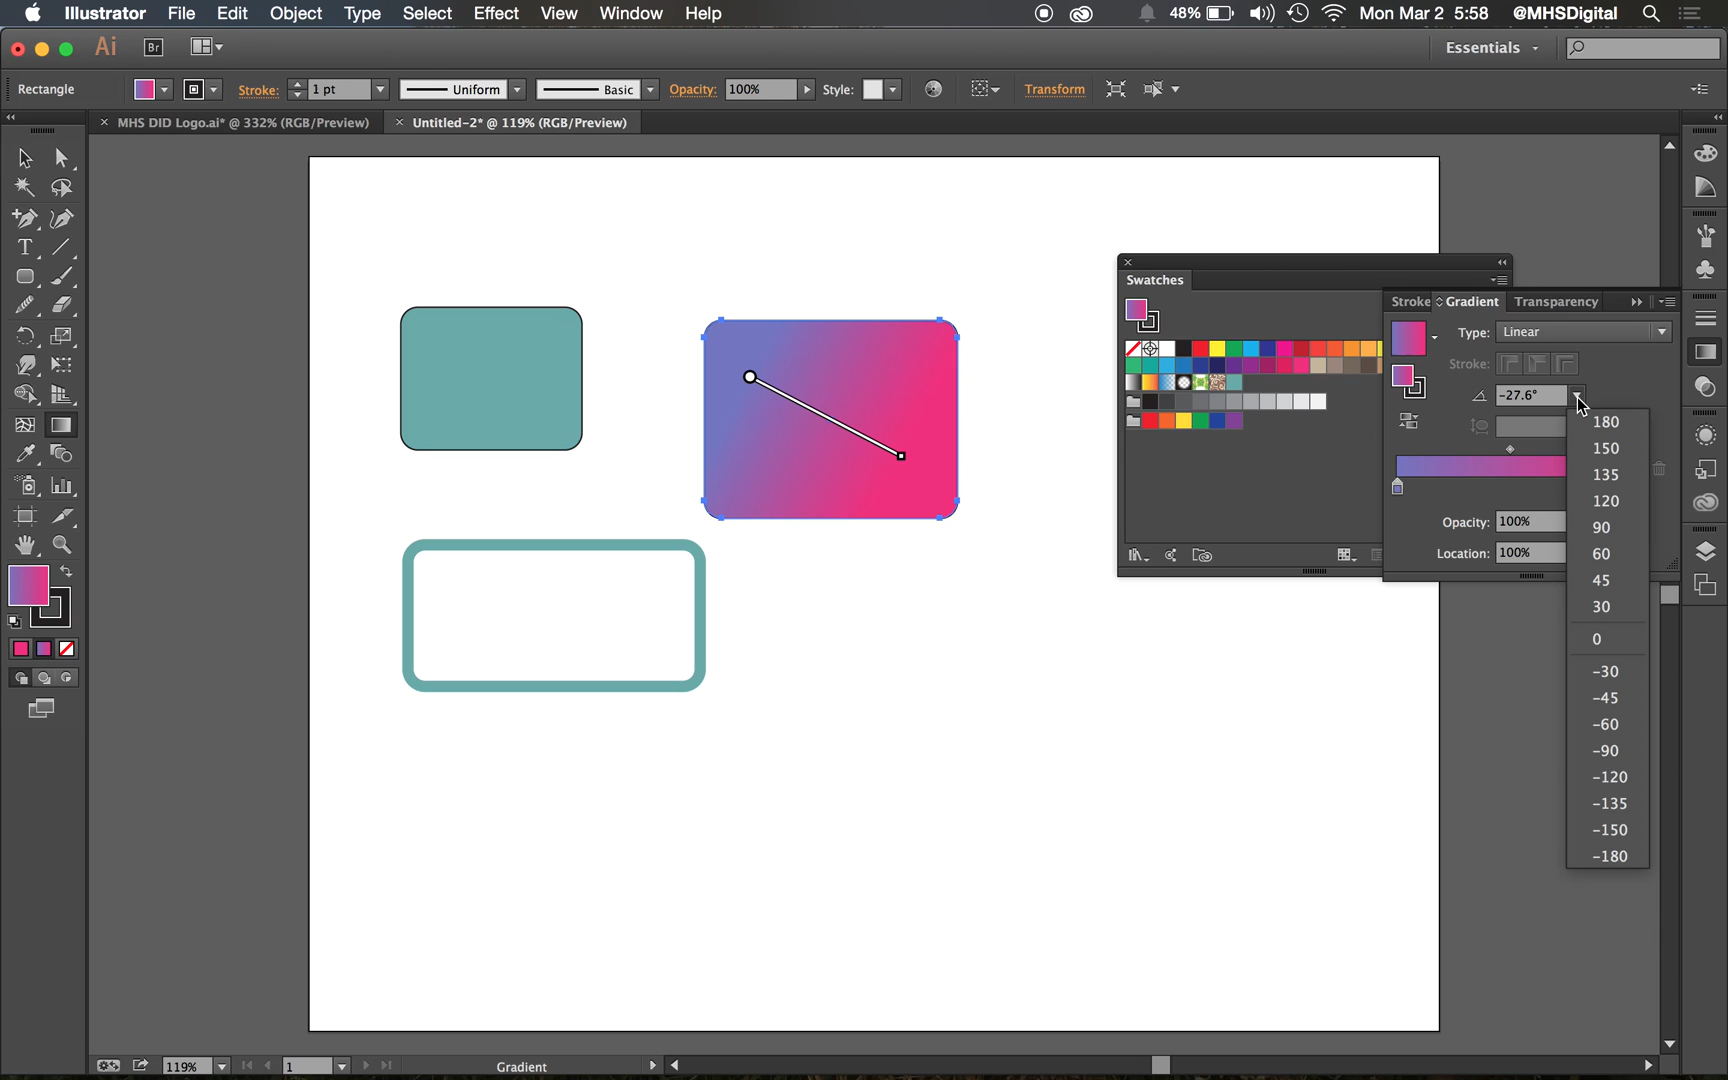 Illustrator File Edit Object Type Select Effect View Window Help 48% Mon Mar 2 5:58 @MHSDigital
Ai Br Essentials
Rectangle Stroke: 1 pt Uniform Basic Opacity: 100% Style: Transform
× MHS DID Logo.ai* @ 332% (RGB/Preview) × Untitled-2* @ 119% (RGB/Preview)
Swatches
Stroke Gradient Transparency
Type: Linear
Stroke:
-27.6°
180
150
135
120
90
60
45
30
0
-30
-45
-60
-90
-120
-135
-150
-180
Opacity: 100%
Location: 100%
119% 1 Gradient